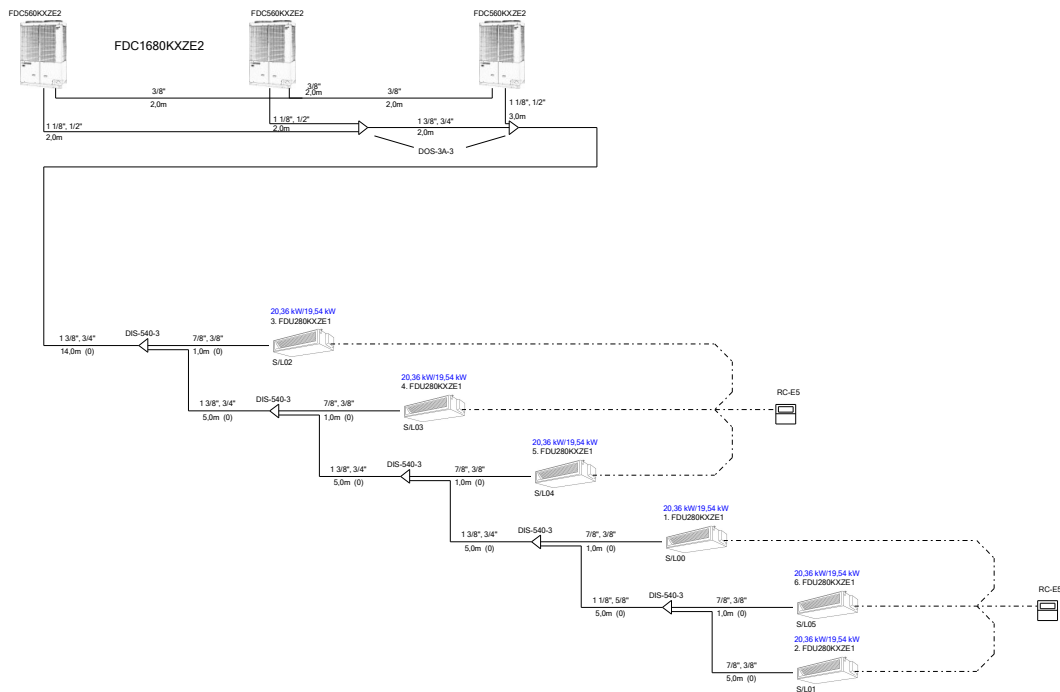 FDC560KXZE2
FDC560KXZE2
FDC560KXZE2
FDC1680KXZE2
3/8"
2,0m
3/8"
2,0m
3/8"
2,0m
1 1/8", 1/2"
3,0m
1 1/8", 1/2"
2,0m
1 1/8", 1/2"
2,0m
1 3/8", 3/4"
2,0m
DOS-3A-3
20,36 kW/19,54 kW
3. FDU280KXZE1
1 3/8", 3/4"
14,0m (0)
DIS-540-3
7/8", 3/8"
1,0m (0)
S/L02
20,36 kW/19,54 kW
4. FDU280KXZE1
1 3/8", 3/4"
5,0m (0)
DIS-540-3
7/8", 3/8"
1,0m (0)
S/L03
RC-E5
20,36 kW/19,54 kW
5. FDU280KXZE1
1 3/8", 3/4"
5,0m (0)
DIS-540-3
7/8", 3/8"
1,0m (0)
S/L04
20,36 kW/19,54 kW
1. FDU280KXZE1
1 3/8", 3/4"
5,0m (0)
DIS-540-3
7/8", 3/8"
1,0m (0)
S/L00
20,36 kW/19,54 kW
6. FDU280KXZE1
1 1/8", 5/8"
5,0m (0)
DIS-540-3
7/8", 3/8"
1,0m (0)
S/L05
RC-E5
20,36 kW/19,54 kW
2. FDU280KXZE1
7/8", 3/8"
5,0m (0)
S/L01